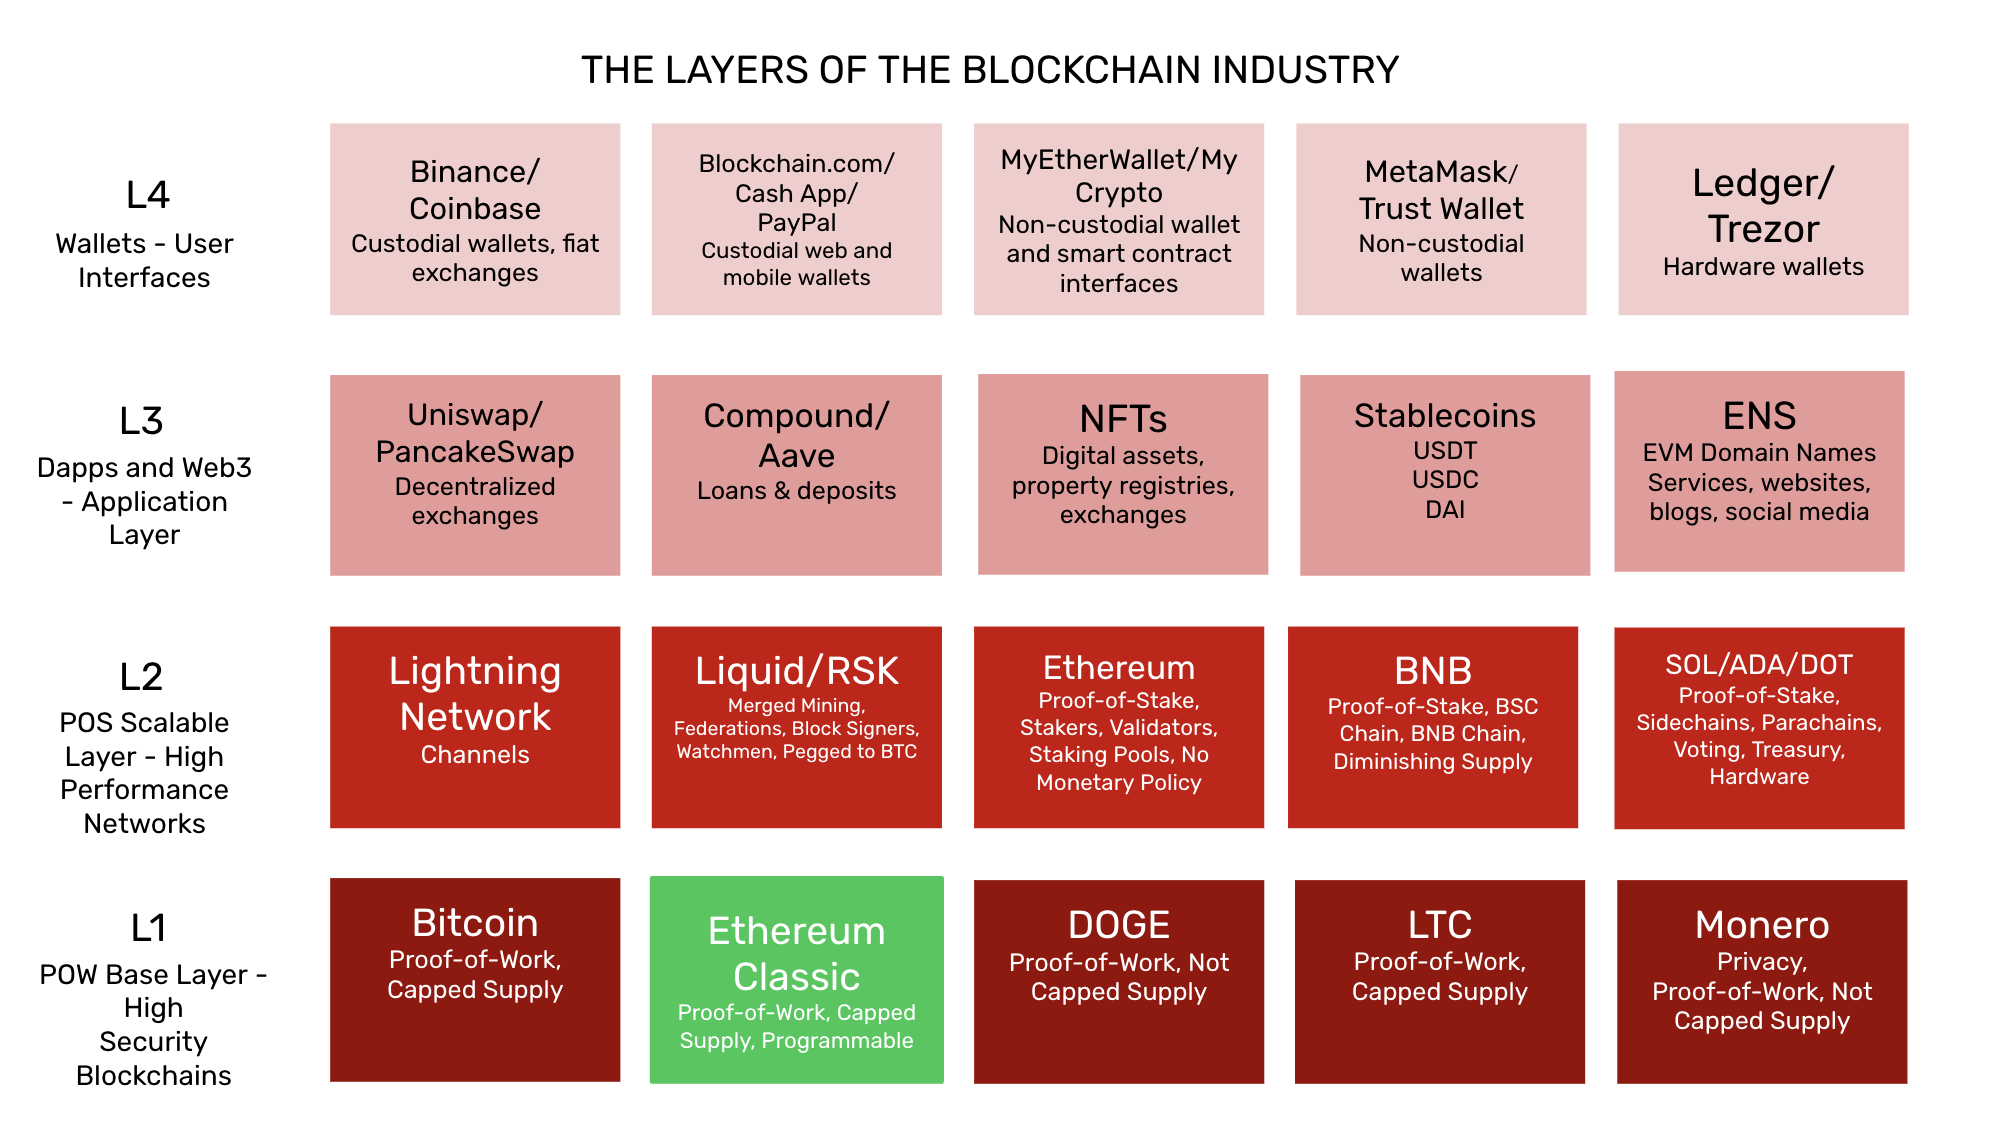 THE LAYERS OF THE BLOCKCHAIN INDUSTRY
L4
Wallets - User
Interfaces
Binance/
Coinbase
Custodial wallets, fiat
exchanges
Blockchain.com/
Cash App/
PayPal
Custodial web and
mobile wallets
MyEtherWallet/My
Crypto
Non-custodial wallet
and smart contract
interfaces
MetaMask/
Trust Wallet
Non-custodial
wallets
Ledger/
Trezor
Hardware wallets
L3
Dapps and Web3
- Application
Layer
Uniswap/
PancakeSwap
Decentralized
exchanges
Compound/
Aave
Loans & deposits
NFTs
Digital assets,
property registries,
exchanges
Stablecoins
USDT
USDC
DAI
ENS
EVM Domain Names
Services, websites,
blogs, social media
L2
POS Scalable
Layer - High
Performance
Networks
Lightning
Network
Channels
Liquid/RSK
Merged Mining,
Federations, Block Signers,
Watchmen, Pegged to BTC
Ethereum
Proof-of-Stake,
Stakers, Validators,
Staking Pools, No
Monetary Policy
BNB
Proof-of-Stake, BSC
Chain, BNB Chain,
Diminishing Supply
SOL/ADA/DOT
Proof-of-Stake,
Sidechains, Parachains,
Voting, Treasury,
Hardware
L1
POW Base Layer -
High
Security
Blockchains
Bitcoin
Proof-of-Work,
Capped Supply
Ethereum
Classic
Proof-of-Work, Capped
Supply, Programmable
DOGE
Proof-of-Work, Not
Capped Supply
LTC
Proof-of-Work,
Capped Supply
Monero
Privacy,
Proof-of-Work, Not
Capped Supply